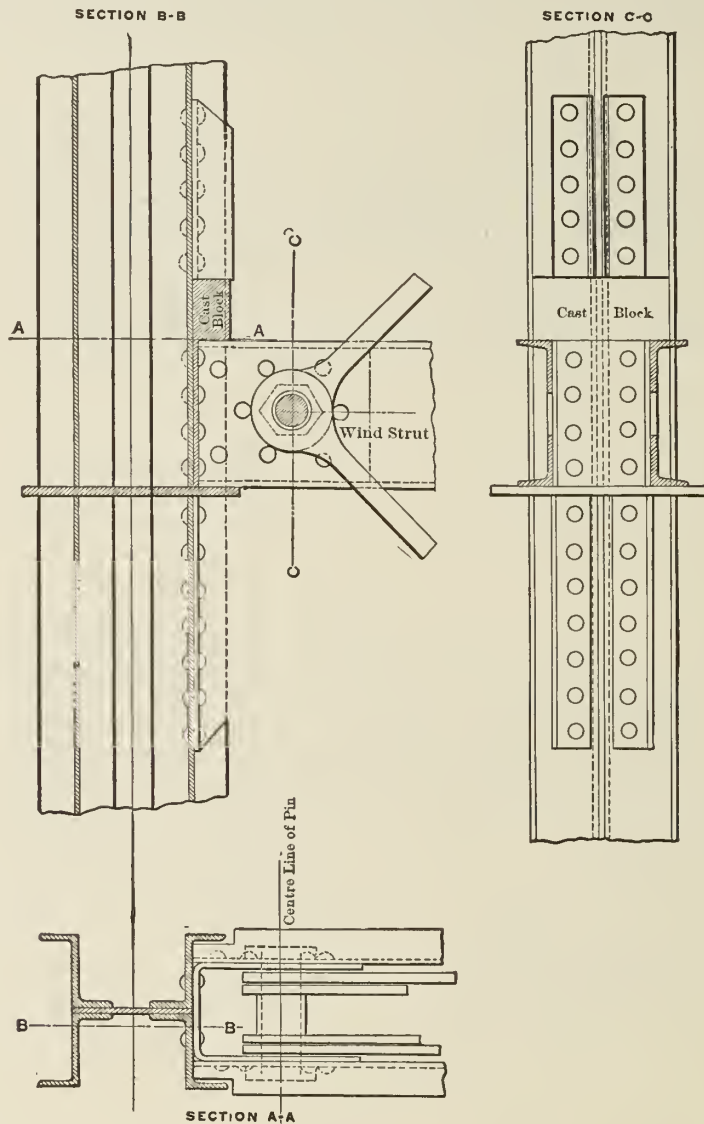 SECTION B-B
SECTION C-C
C
Cast
Block
Cast Block
A
A
Wind Strut
C
Centre Line of Pin
B
B
SECTION A-A